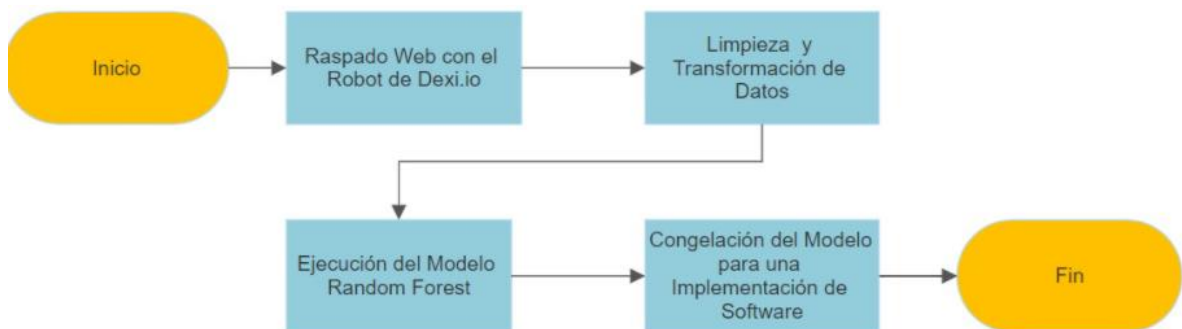 Inicio
Raspado Web con el
Robot de Dexi.io
Limpieza y
Transformación de
Datos
Ejecución del Modelo
Random Forest
Congelación del Modelo
para una
Implementación de
Software
Fin